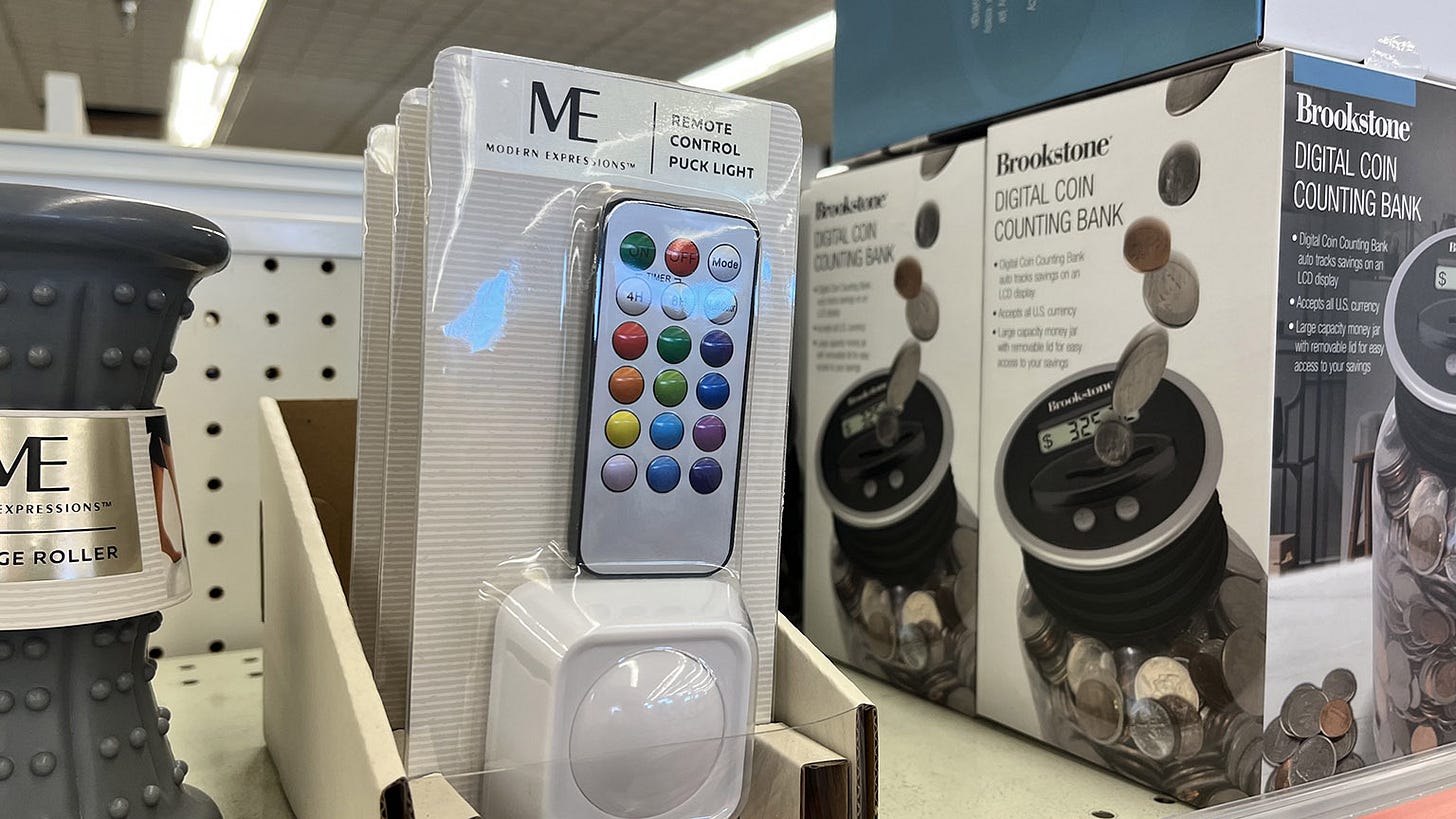 ME
EXPRESSIONS™
GE ROLLER
ME
MODERN EXPRESSIONS™
REMOTE
CONTROL
PUCK LIGHT
ON
OFF
Mode
TIMER
4H
8H
Brookstone
DIGITAL COIN
COUNTING BANK
Brookstone
DIGITAL COIN
COUNTING BANK
• Digital Coin Counting Bank
auto tracks savings on an
LCD display
• Accepts all U.S. currency
• Large capacity money jar
with removable lid for easy
access to your savings
Brookstone
$ 325
Brookstone
DIGITAL COIN
COUNTING BANK
• Digital Coin Counting Bank
auto tracks savings on an
LCD display
• Accepts all U.S. currency
• Large capacity money jar
with removable lid for easy
access to your savings
$